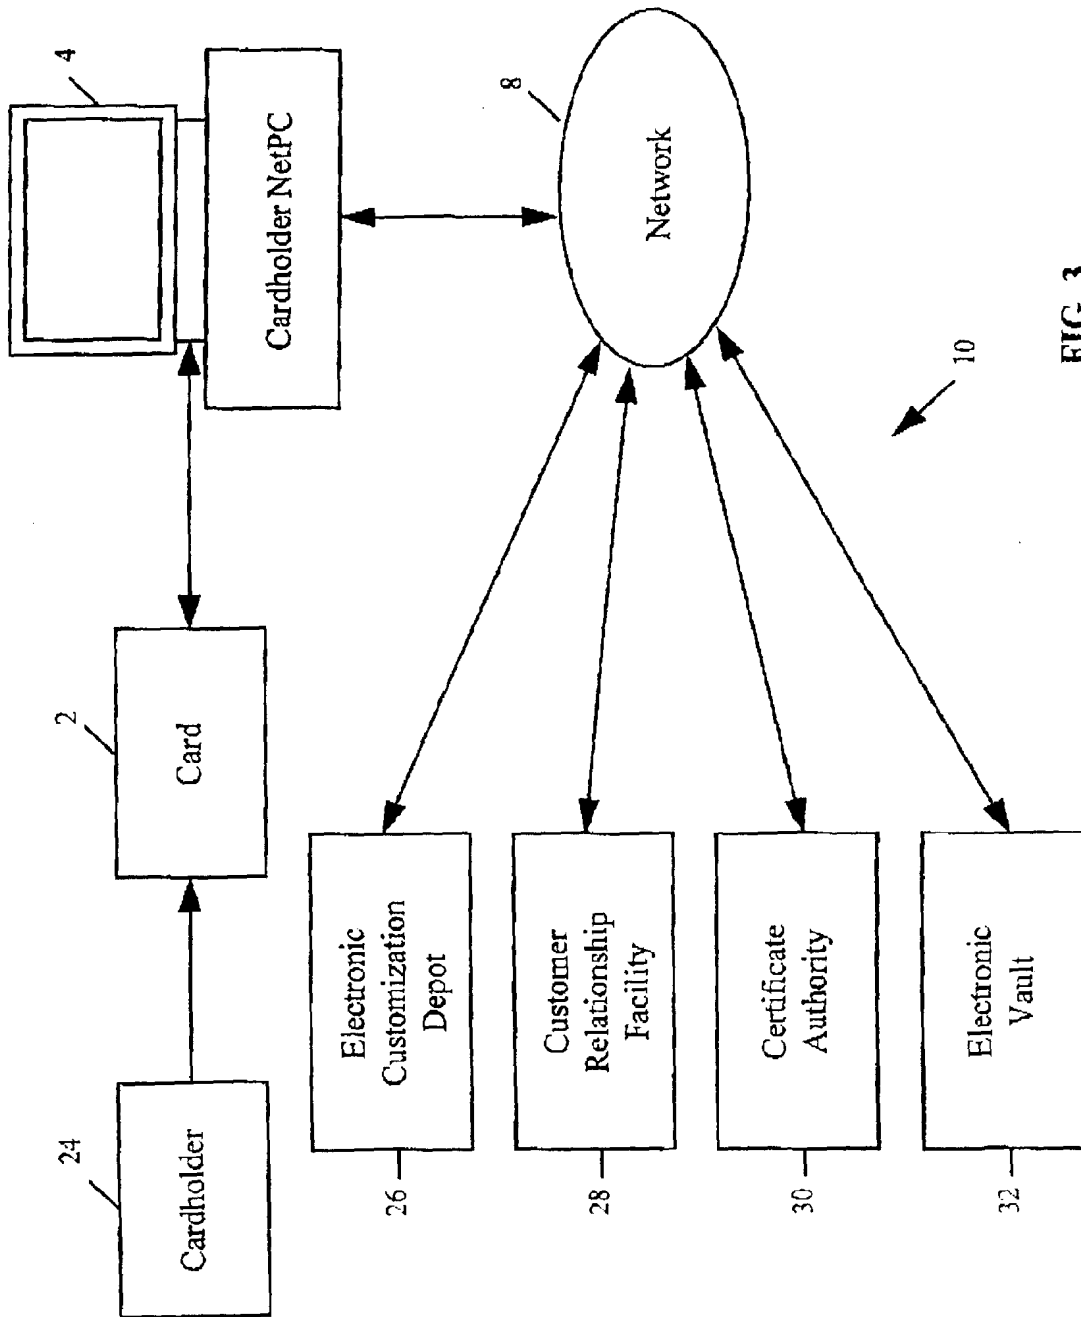 24
Cardholder
2
Card
4
Cardholder NetPC
26
Electronic
Customization
Depot
28
Customer
Relationship
Facility
30
Certificate
Authority
32
Electronic
Vault
8
Network
10
FIG. 3